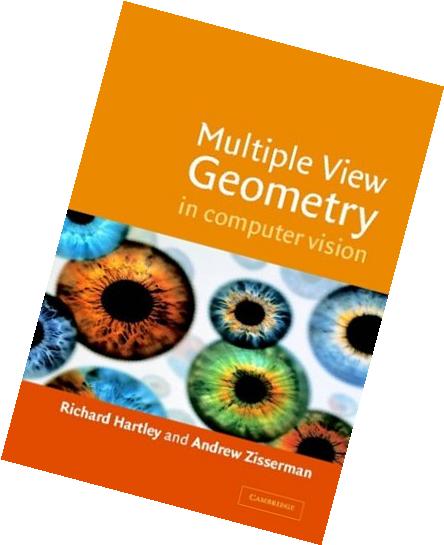 Multiple View
Geometry
in computer vision
Richard Hartley and Andrew Zisserman
CAMBRIDGE